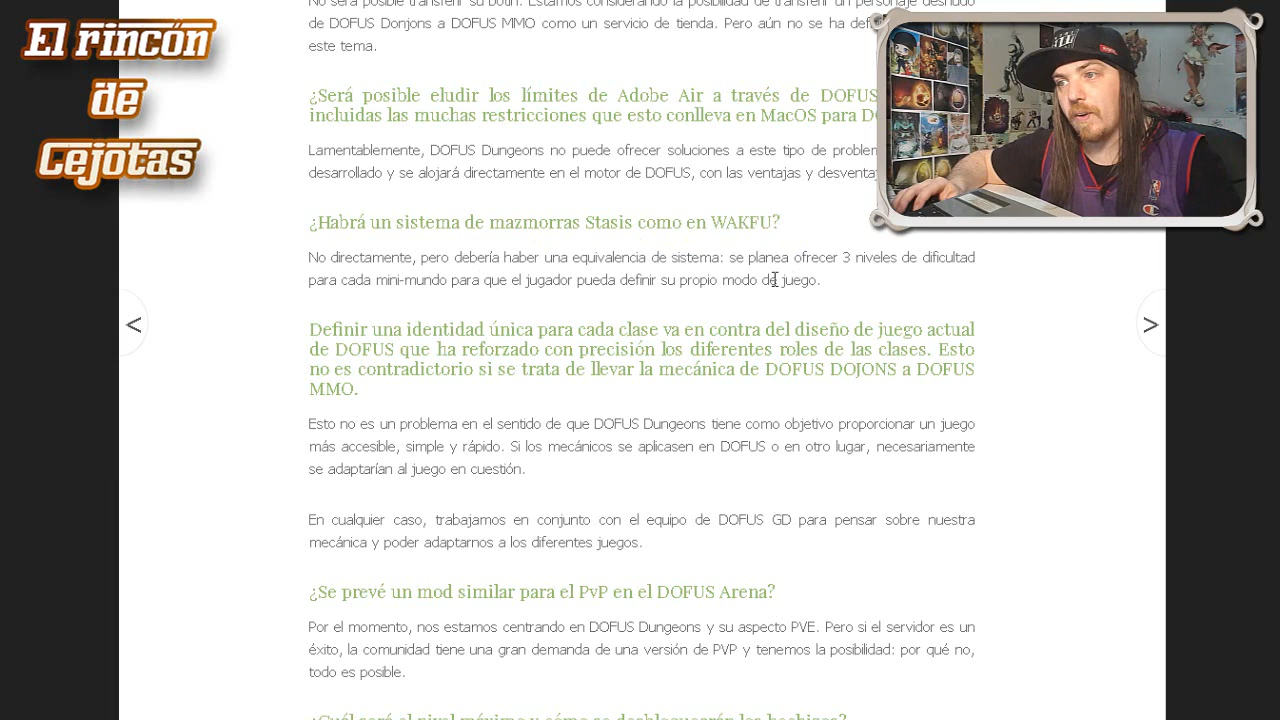 El rincón
de
Cejotas
No será posible transferir su botín. Estamos considerando la posibilidad de transferir un personaje desnudo
de DOFUS Donjons a DOFUS MMO como un servicio de tienda. Pero aún no se ha
este tema.
¿Será posible eludir los límites de Adobe Air a través de DOFUS
incluidas las muchas restricciones que esto conlleva en MacOS para
Lamentablemente, DOFUS Dungeons no puede ofrecer soluciones a este tipo de
desarrollado y se alojará directamente en el motor de DOFUS, con las ventajas y
¿Habrá un sistema de mazmorras Stasis como en WAKFU?
No directamente, pero debería haber una equivalencia de sistema: se planea ofrecer 3 niveles de dificultad
para cada mini-mundo para que el jugador pueda definir su propio modo de juego.
<
>
Definir una identidad única para cada clase va en contra del diseño de juego actual
de DOFUS que ha reforzado con precisión los diferentes roles de las clases. Esto
no es contradictorio si se trata de llevar la mecánica de DOFUS DOJONS a DOFUS
MMO.
Esto no es un problema en el sentido de que DOFUS Dungeons tiene como objetivo proporcionar un juego
más accesible, simple y rápido. Si los mecánicos se aplicasen en DOFUS o en otro lugar, necesariamente
se adaptarían al juego en cuestión.
En cualquier caso, trabajamos en conjunto con el equipo de DOFUS GD para pensar sobre nuestra
mecánica y poder adaptarnos a los diferentes juegos.
¿Se prevé un mod similar para el PvP en el DOFUS Arena?
Por el momento, nos estamos centrando en DOFUS Dungeons y su aspecto PVE. Pero si el servidor es un
éxito, la comunidad tiene una gran demanda de una versión de PVP y tenemos la posibilidad: por qué no,
todo es posible.
¿Cuál será el nivel máximo y cómo se desbloquearán los hechizos?